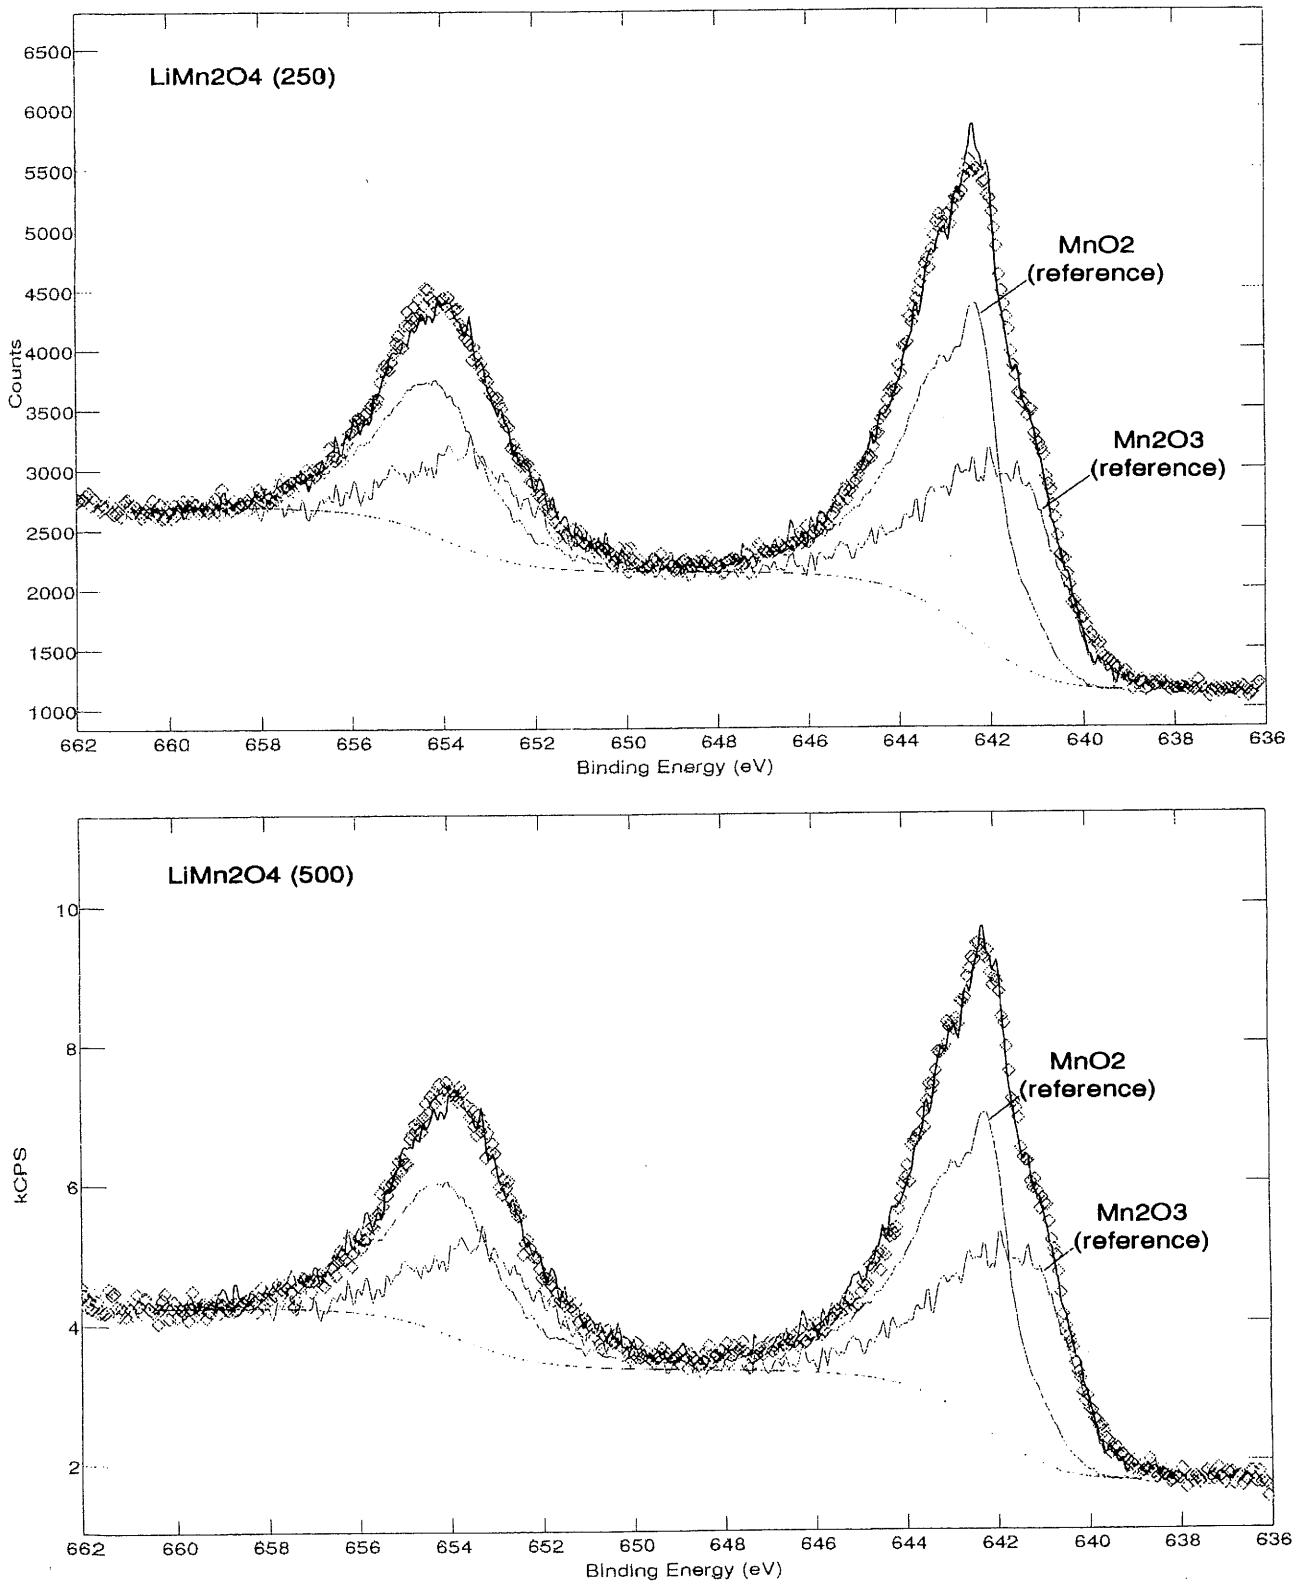 6500
LiMn2O4 (250)
6000
5500
5000
MnO2
(reference)
4500
4000
Counts
3500
Mn2O3
(reference)
3000
2500
2000
1500
1000
662 660 658 656 654 652 650 648 646 644 642 640 638 636
Binding Energy (eV)
LiMn2O4 (500)
10
8
MnO2
(reference)
kCPS
6
Mn2O3
(reference)
4
2
662 660 658 656 654 652 650 648 646 644 642 640 638 636
Binding Energy (eV)